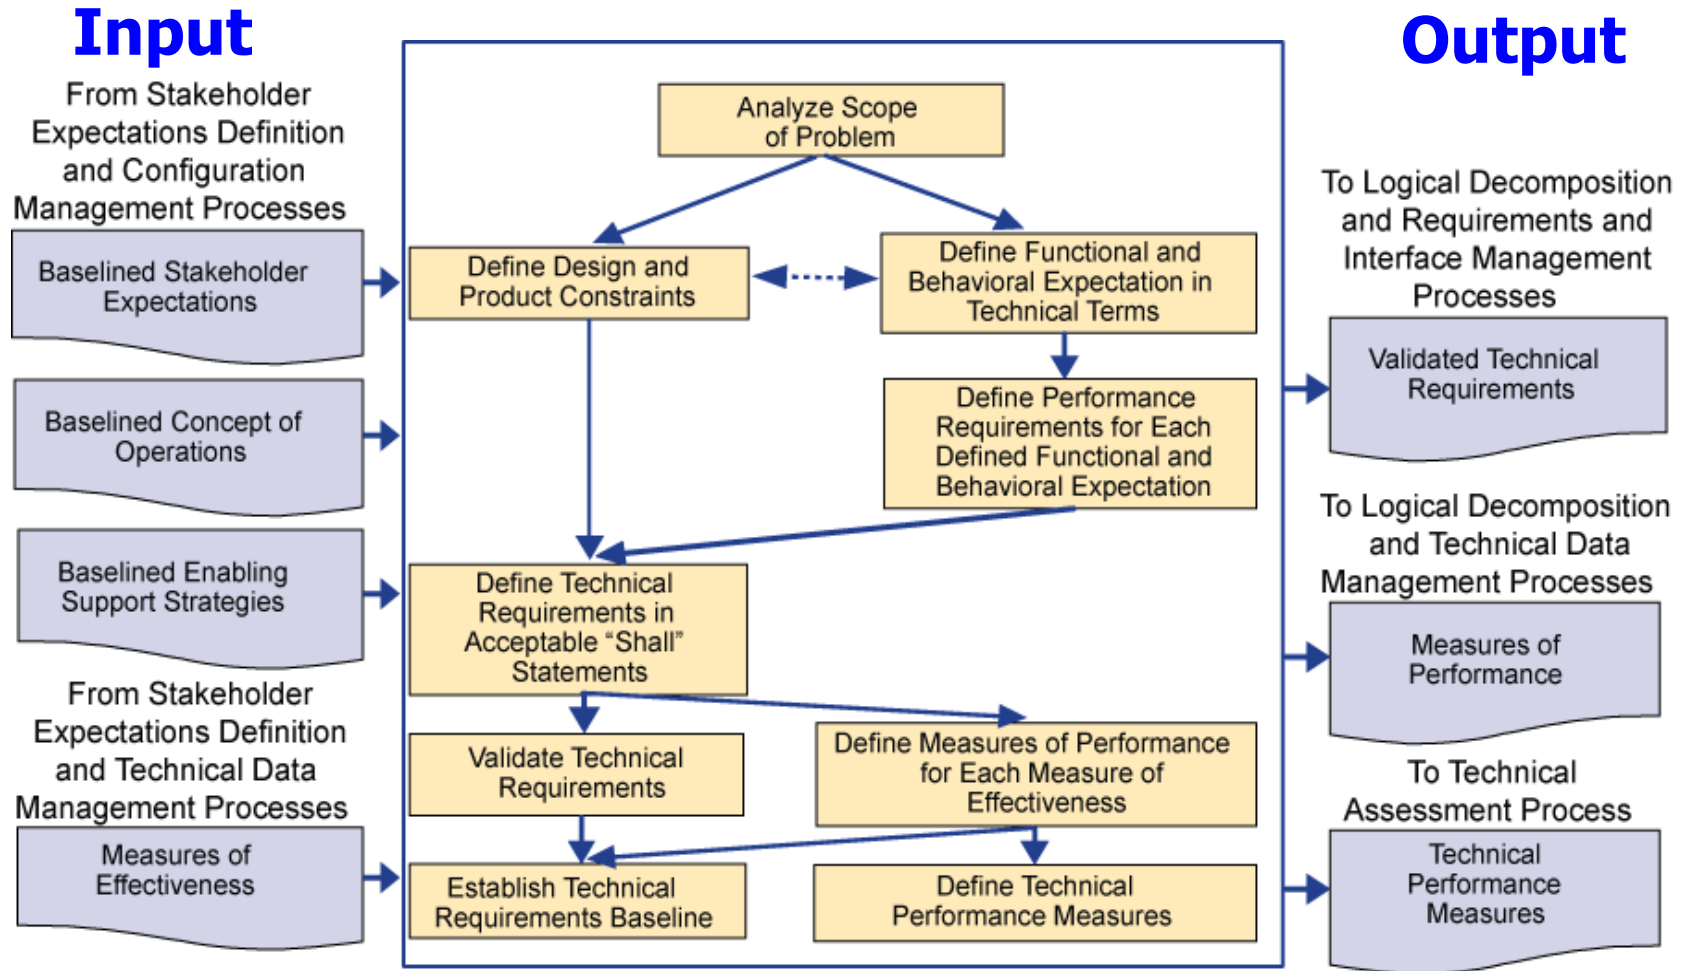 Input
From Stakeholder
Expectations Definition
and Configuration
Management Processes
Baselined Stakeholder
Expectations
Baselined Concept of
Operations
Baselined Enabling
Support Strategies
From Stakeholder
Expectations Definition
and Technical Data
Management Processes
Measures of
Effectiveness
Analyze Scope
of Problem
Define Design and
Product Constraints
Define Functional and
Behavioral Expectation in
Technical Terms
Define Performance
Requirements for Each
Defined Functional and
Behavioral Expectation
Define Technical
Requirements in
Acceptable “Shall”
Statements
Validate Technical
Requirements
Define Measures of Performance
for Each Measure of
Effectiveness
Establish Technical
Requirements Baseline
Define Technical
Performance Measures
Output
To Logical Decomposition
and Requirements and
Interface Management
Processes
Validated Technical
Requirements
To Logical Decomposition
and Technical Data
Management Processes
Measures of
Performance
To Technical
Assessment Process
Technical
Performance
Measures